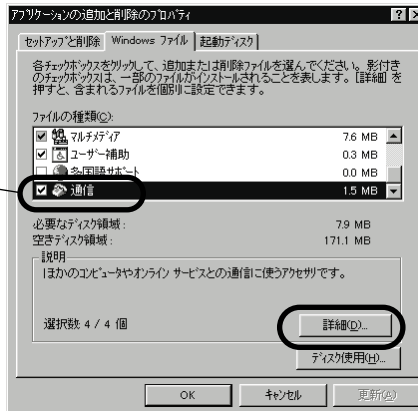 アプリケーションの追加と削除のプロパティ
セットアップと削除 Windows ファイル 起動ディスク
各チェックボックスをクリックして、追加または削除ファイルを選んでください。影付き
のチェックボックスは、一部のファイルがインストールされることを表します。[詳細] を
押すと、含まれるファイルを個別に設定できます。
ファイルの種類(C):
マルチメディア 7.6 MB
ユーザー補助 0.3 MB
多国語サポート 0.0 MB
通信 1.5 MB
必要なディスク領域: 7.9 MB
空きディスク領域: 171.1 MB
説明
ほかのコンピュータやオンライン サービスとの通信に使うアクセサリです。
選択数: 4 / 4 個
詳細(D)...
ディスク使用(H)...
OK キャンセル 更新(A)